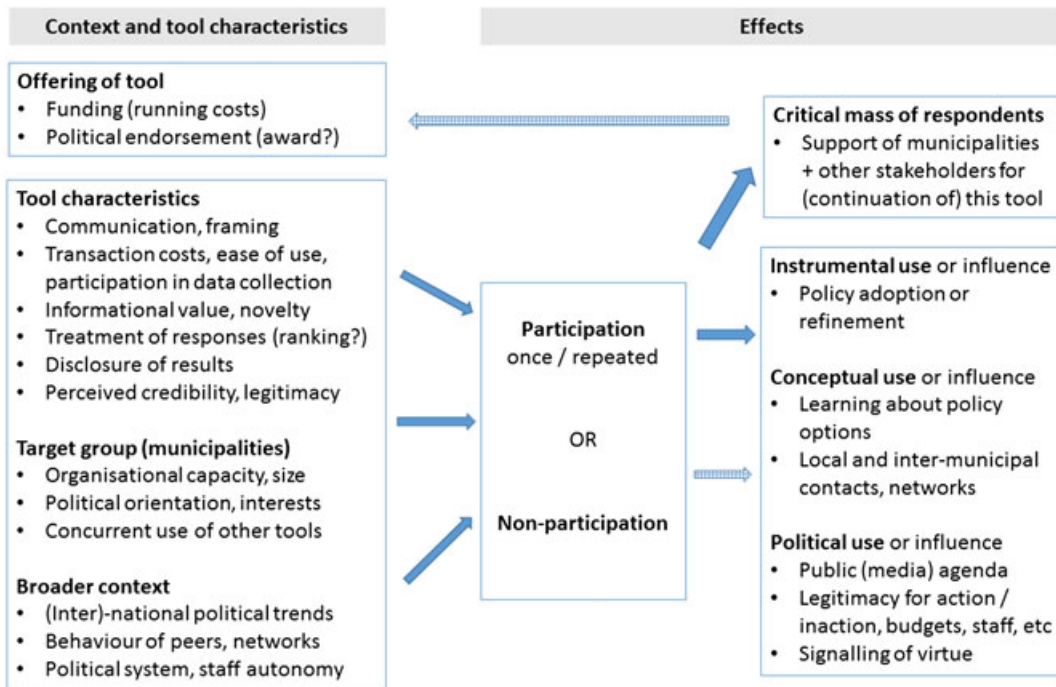 Context and tool characteristics
Effects
Offering of tool
• Funding (running costs)
• Political endorsement (award?)
Tool characteristics
• Communication, framing
• Transaction costs, ease of use,
participation in data collection
• Informational value, novelty
• Treatment of responses (ranking?)
• Disclosure of results
• Perceived credibility, legitimacy
Target group (municipalities)
• Organisational capacity, size
• Political orientation, interests
• Concurrent use of other tools
Broader context
• (Inter)-national political trends
• Behaviour of peers, networks
• Political system, staff autonomy
Participation
once / repeated
OR
Non-participation
Critical mass of respondents
• Support of municipalities
+ other stakeholders for
(continuation of) this tool
Instrumental use or influence
• Policy adoption or
refinement
Conceptual use or influence
• Learning about policy
options
• Local and inter-municipal
contacts, networks
Political use or influence
• Public (media) agenda
• Legitimacy for action /
inaction, budgets, staff, etc
• Signalling of virtue